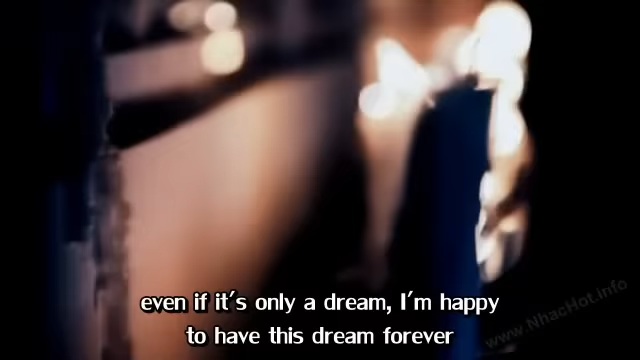 even if it's only a dream, I'm happy
to have this dream forever
www.NhacHot.info